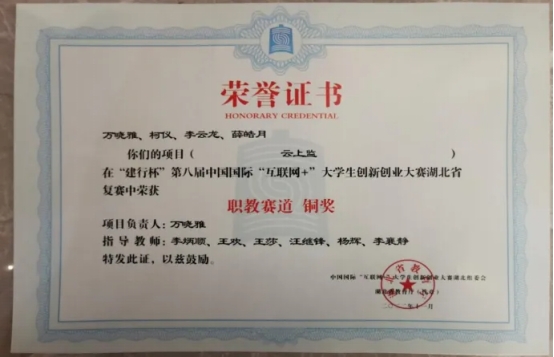 荣誉证书
HONORARY CREDENTIAL
万晓雅、柯仪、李云龙、薛皓月
你们的项目（ 云上监 ）
在“建行杯”第八届中国国际“互联网+”大学生创新创业大赛湖北省
复赛中荣获
职教赛道 铜奖
项目负责人：万晓雅
指导教师：李炳顺、王欢、王莎、汪继锋、杨辉、李襄静
特发此证，以兹鼓励。
中国国际“互联网+”大学生创新创业大赛湖北组委会